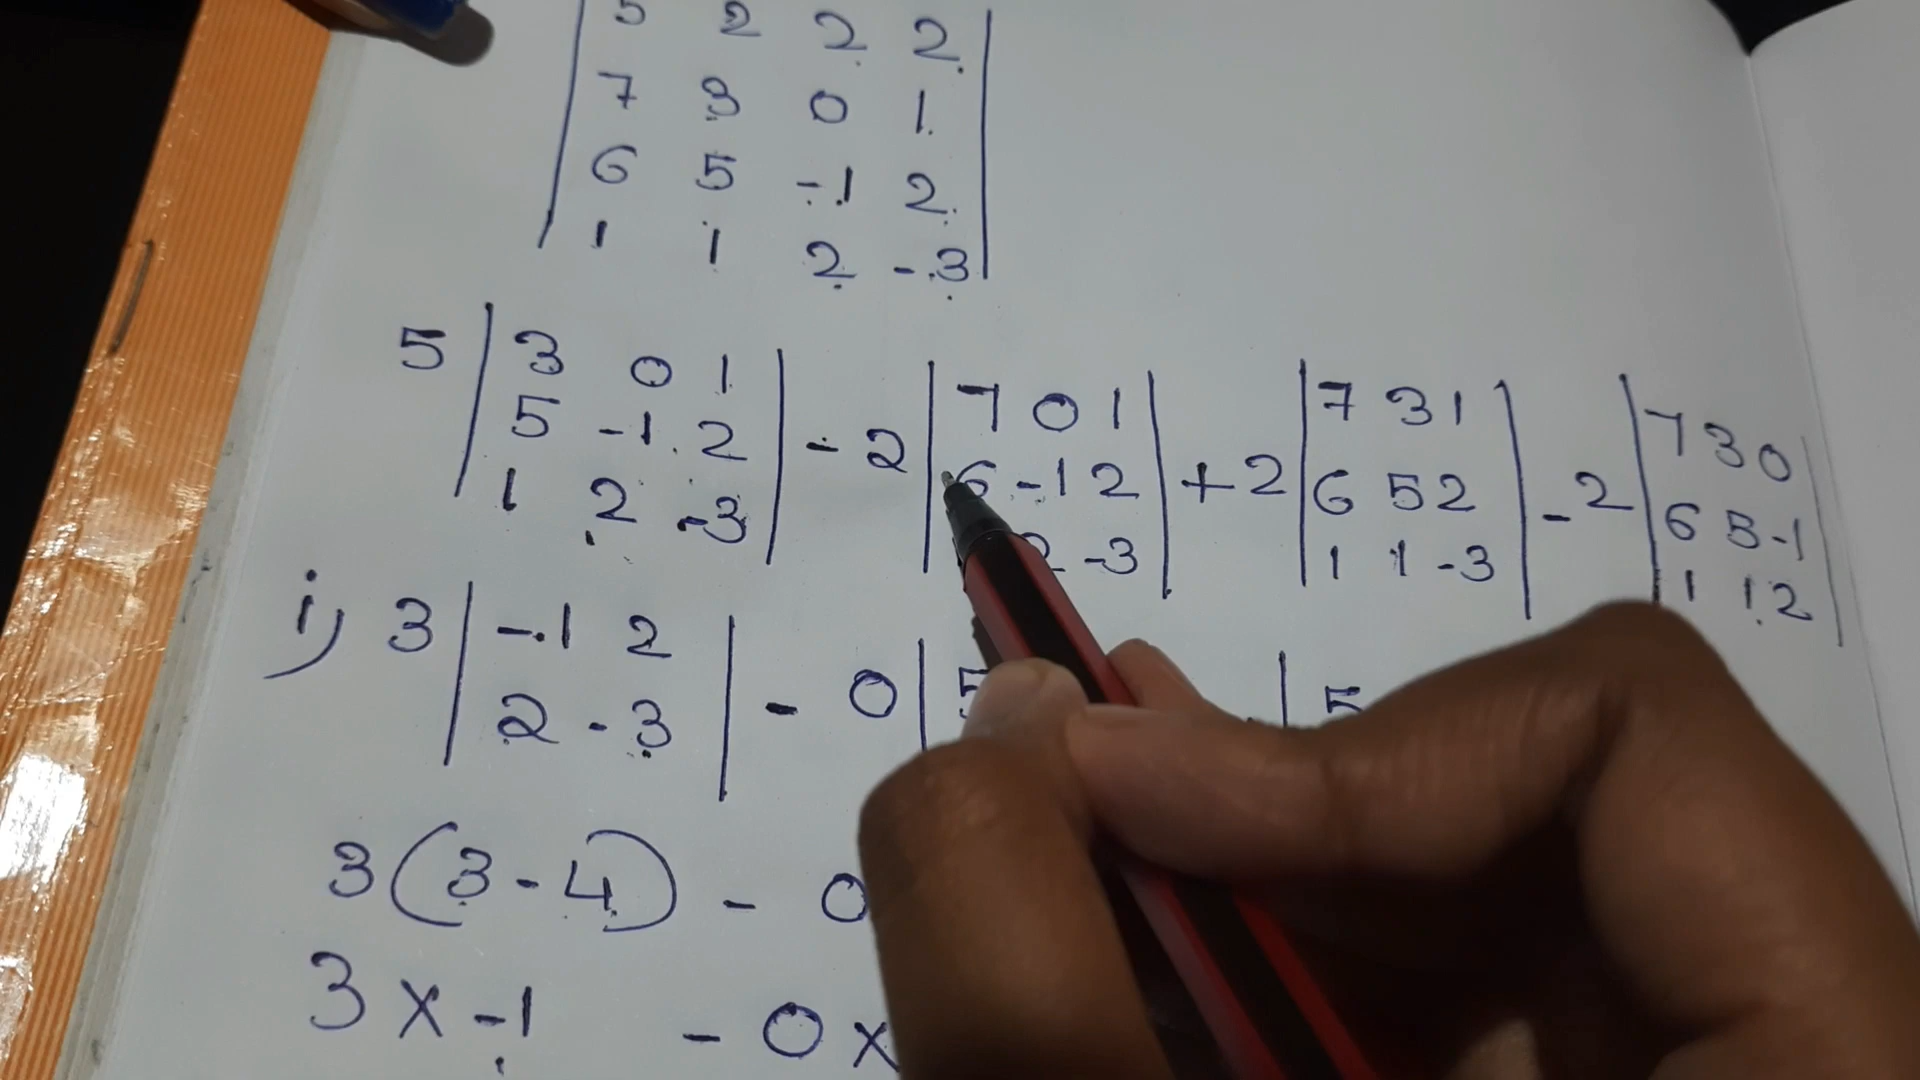 5 2 2 2
7 3 0 1
6 5 -1 2
1 1 2 -3
5 | 3 0 1 | - 2 | 7 0 1 | + 2 | 7 3 1 | - 2 | 7 3 0 |
5 -1 2 6 -1 2 6 5 2 6 5 -1
1 2 -3 2 -3 1 1 -3 1 1 2
i) 3 | -1 2 | - 0 | 5 | 5
2 -3
3 (3 - 4) - 0
3 x -1 - 0 x